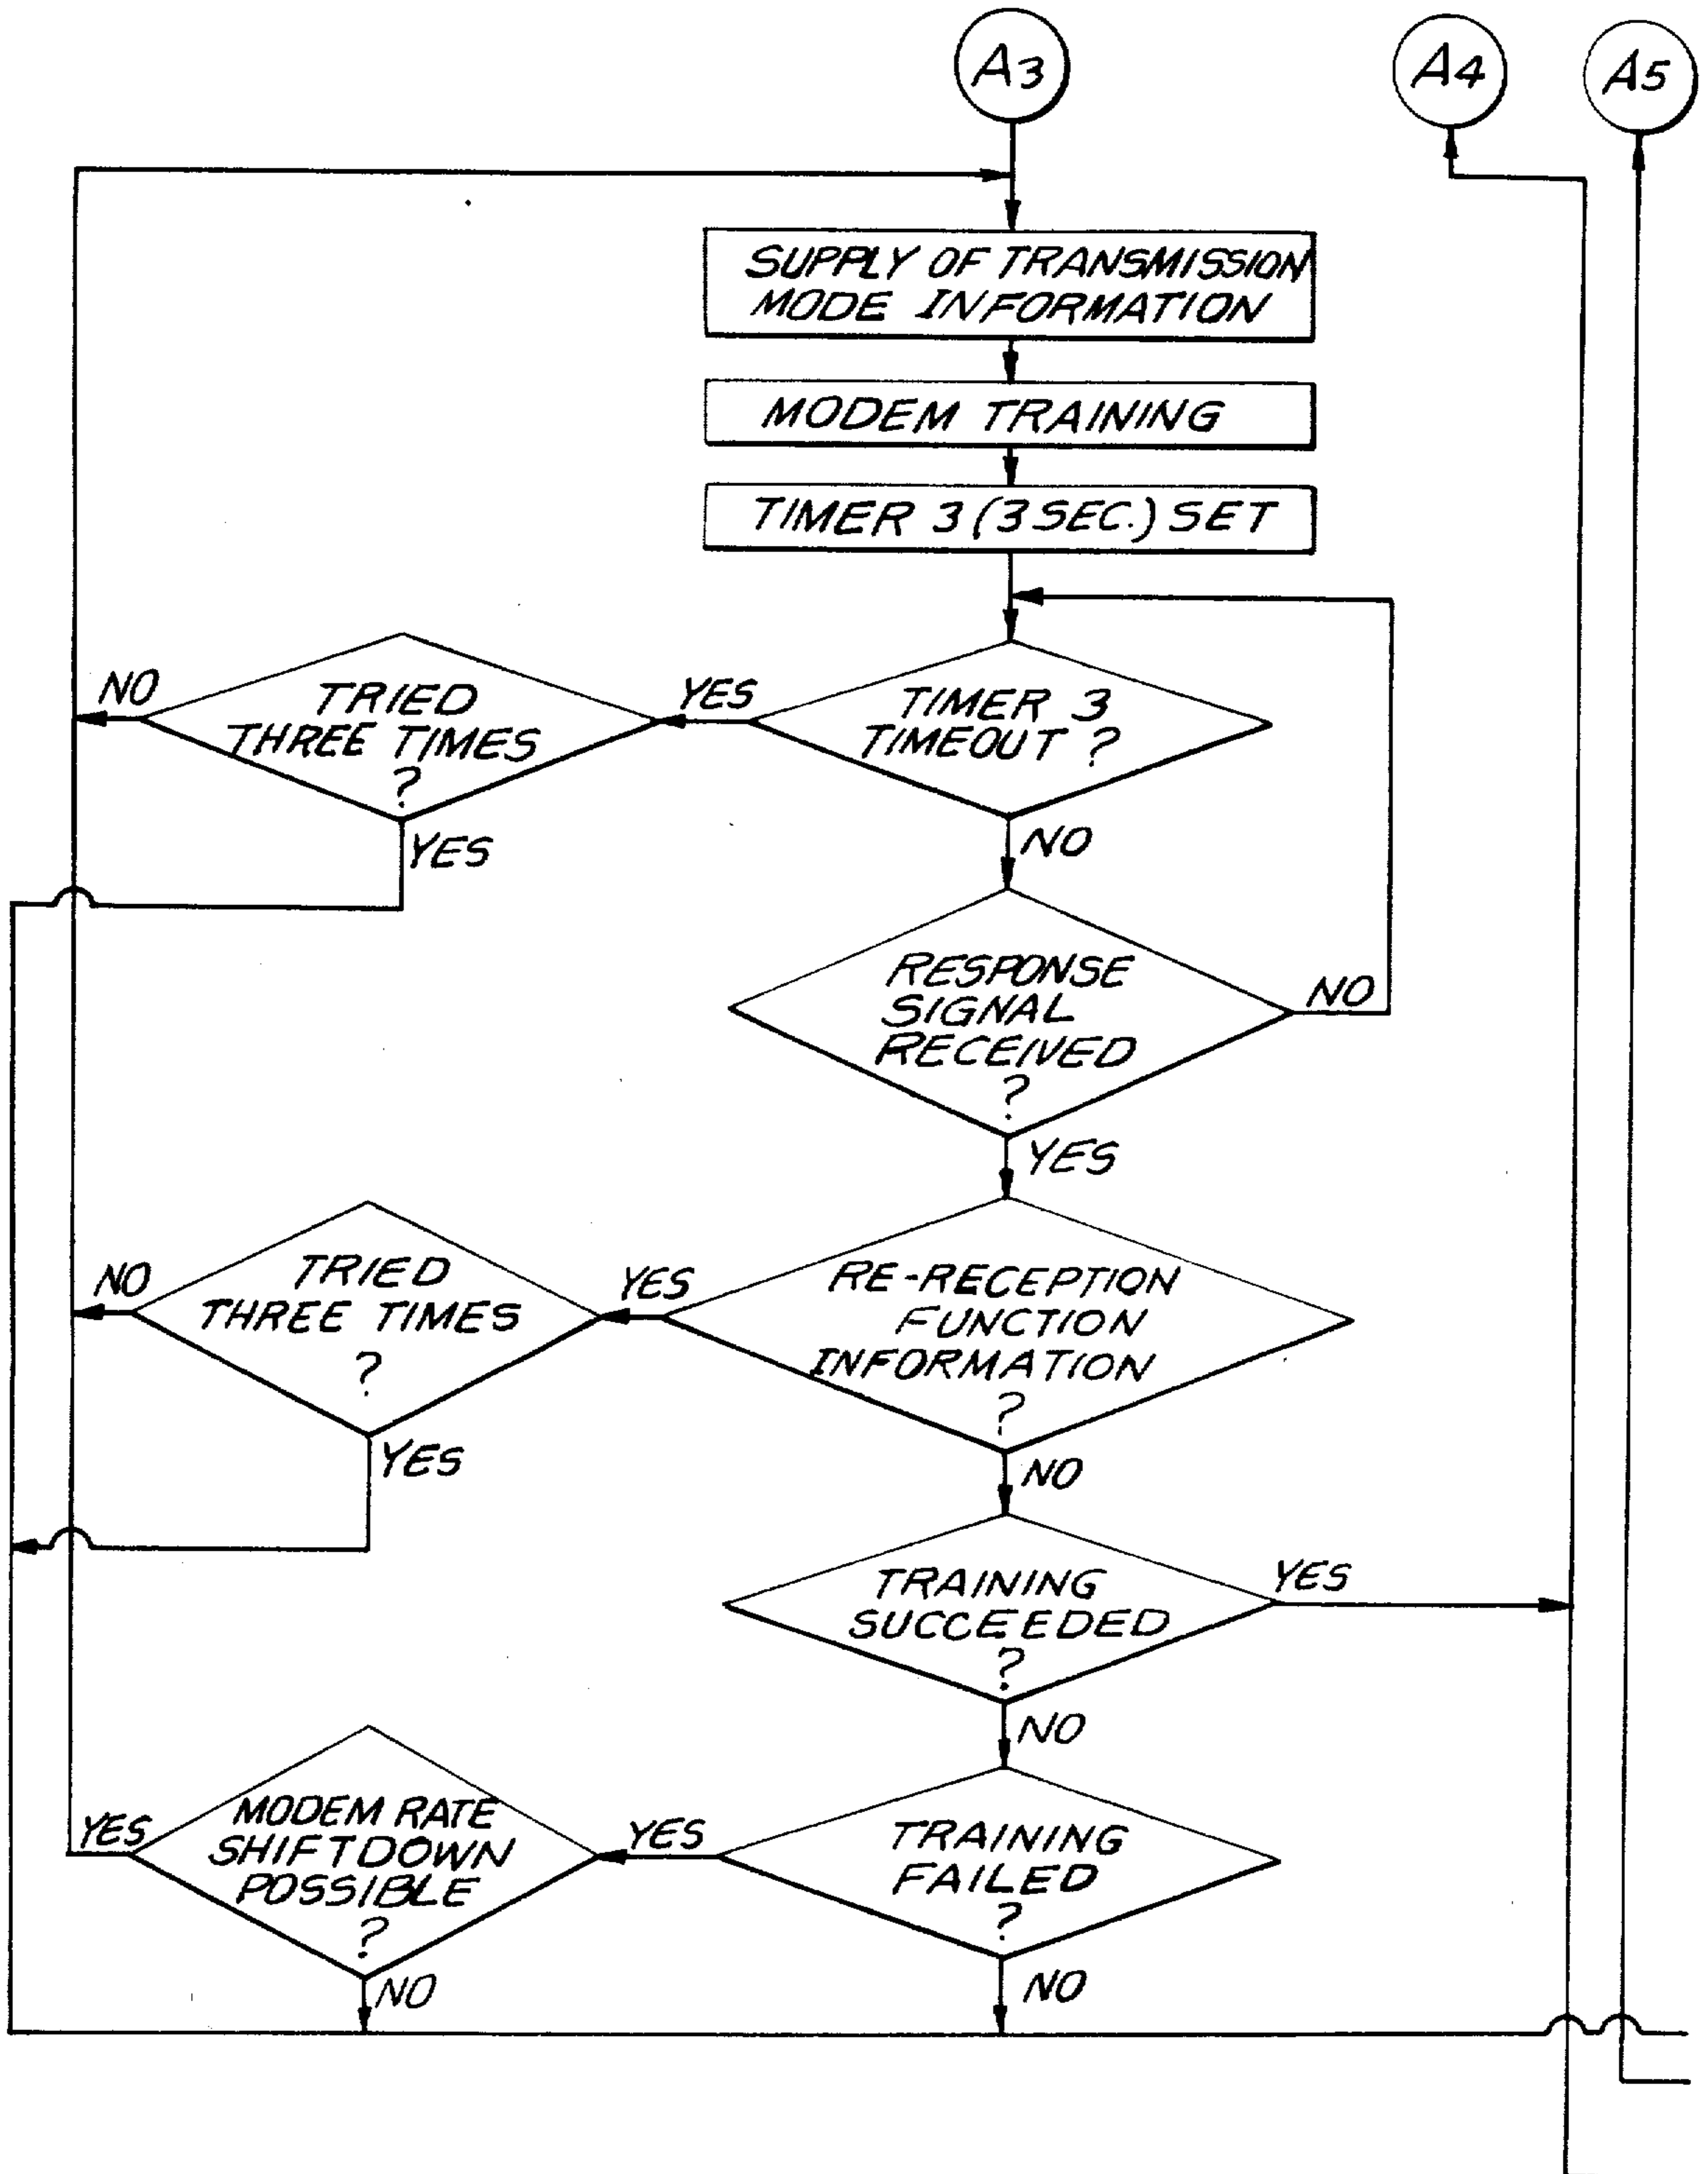 A3
A4
A5
SUPPLY OF TRANSMISSION
MODE INFORMATION
MODEM TRAINING
TIMER 3 (3 SEC.) SET
NO
TRIED
THREE TIMES
?
YES
YES
TIMER 3
TIMEOUT ?
NO
RESPONSE
SIGNAL
RECEIVED
?
NO
YES
NO
TRIED
THREE TIMES
?
YES
YES
RE-RECEPTION
FUNCTION
INFORMATION
?
NO
TRAINING
SUCCEEDED
?
YES
NO
YES
MODEM RATE
SHIFTDOWN
POSSIBLE
?
NO
YES
TRAINING
FAILED
?
NO